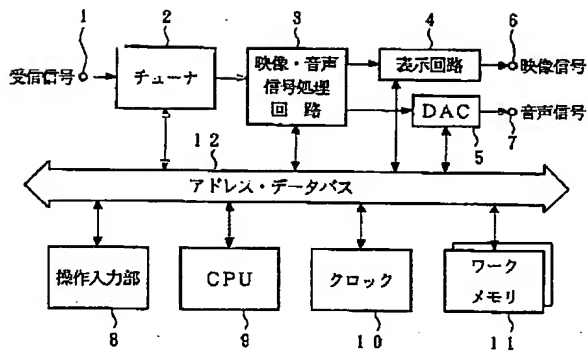 1
2
3
4
6
受信信号
チューナ
映像・音声
信号処理
回路
表示回路
映像信号
DAC
音声信号
5
7
12
アドレス・データバス
操作入力部
CPU
クロック
ワーク
メモリ
8
9
10
11